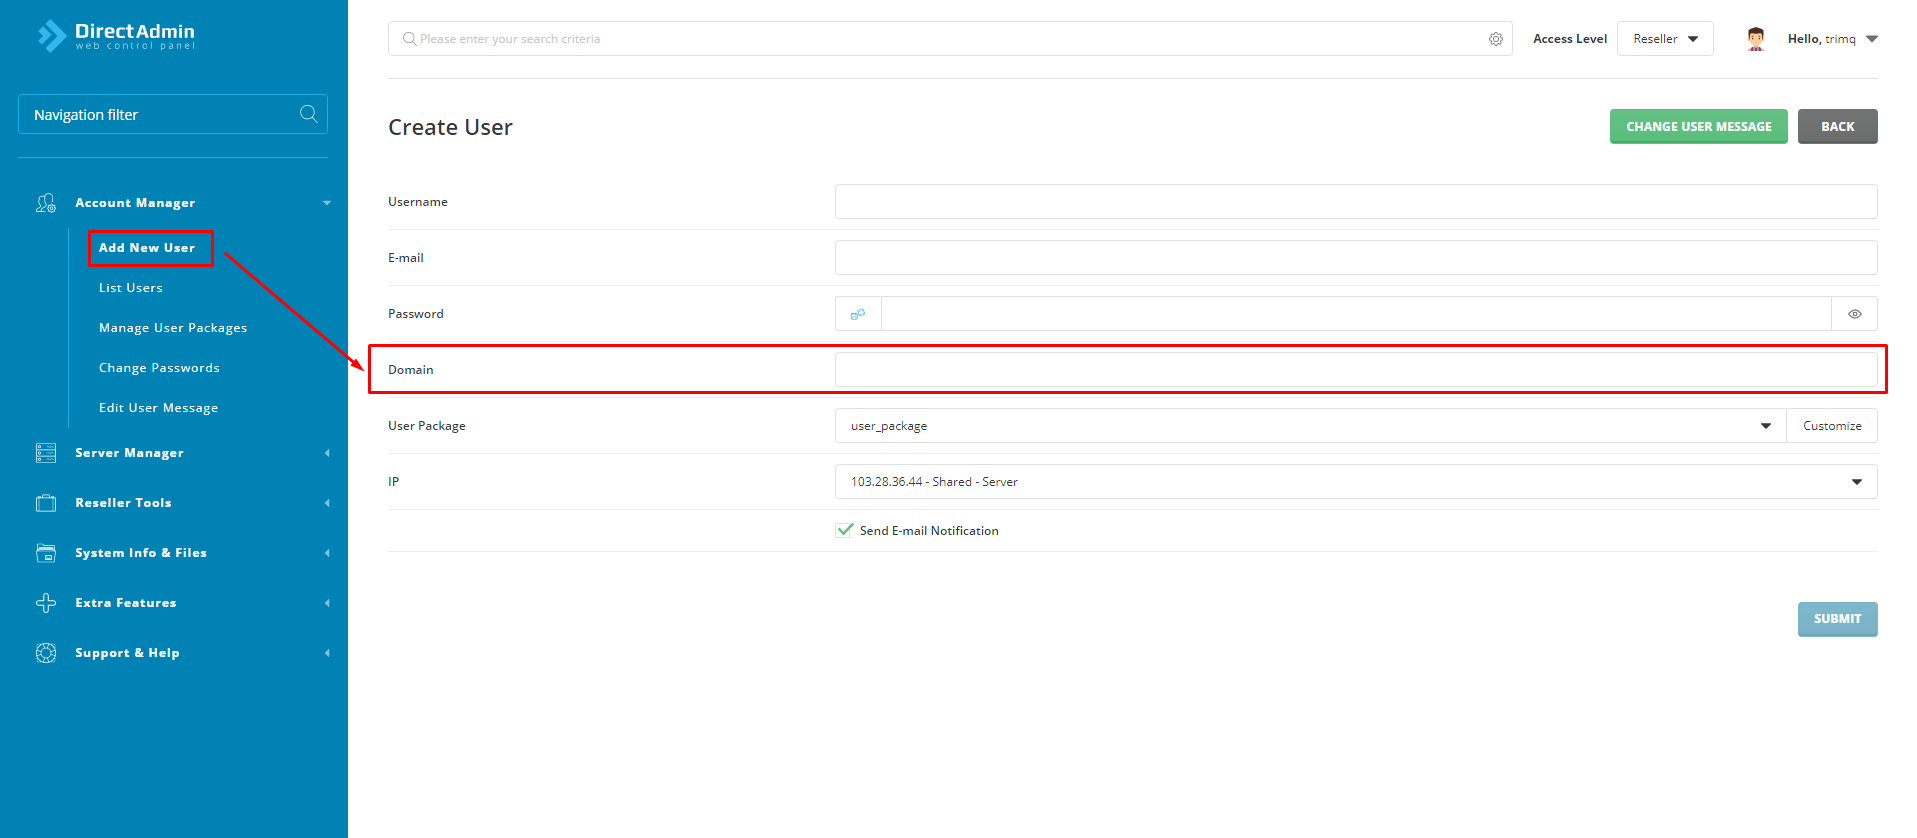 DirectAdmin
web control panel
Please enter your search criteria
Access Level
Reseller
Hello, trimq
Navigation filter
Create User
CHANGE USER MESSAGE
BACK
Account Manager
Add New User
List Users
Manage User Packages
Change Passwords
Edit User Message
Server Manager
Reseller Tools
System Info & Files
Extra Features
Support & Help
Username
E-mail
Password
Domain
User Package
user_package
Customize
IP
103.28.36.44 - Shared - Server
Send E-mail Notification
SUBMIT